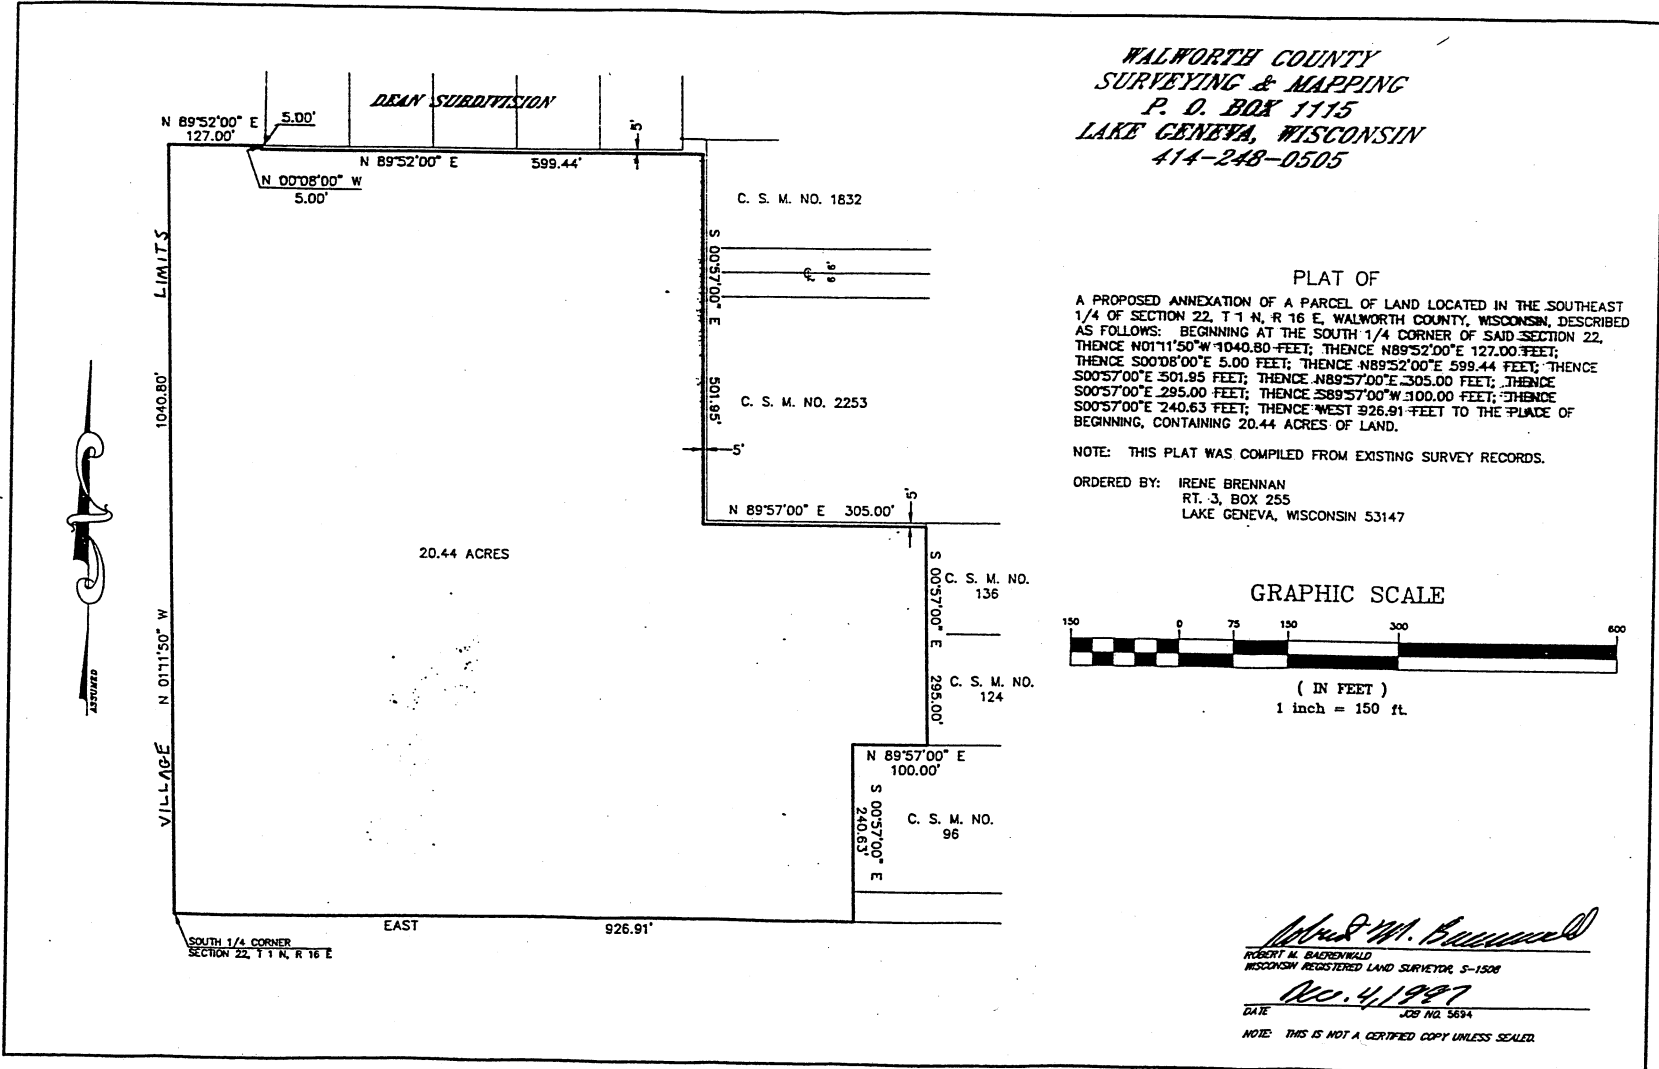 WALWORTH COUNTY
SURVEYING & MAPPING
P. O. BOX 1115
LAKE GENEVA, WISCONSIN
414-248-0505
DEAN SUBDIVISION
N 89°52'00" E
127.00'
5.00'
5'
N 89°52'00" E 599.44'
N 00°08'00" W
5.00'
C. S. M. NO. 1832
S 00°57'00" E 501.95'
66'
C. S. M. NO. 2253
5'
N 89°57'00" E 305.00'
5'
VILLAGE LIMITS
N 01°11'50" W 1040.80'
ASSUMED
20.44 ACRES
S 00°57'00" E 295.00'
C. S. M. NO.
136
C. S. M. NO.
124
N 89°57'00" E
100.00'
S 00°57'00" E
240.63'
C. S. M. NO.
96
EAST 926.91'
SOUTH 1/4 CORNER
SECTION 22, T 1 N, R 16 E
PLAT OF
A PROPOSED ANNEXATION OF A PARCEL OF LAND LOCATED IN THE SOUTHEAST
1/4 OF SECTION 22, T 1 N, R 16 E, WALWORTH COUNTY, WISCONSIN, DESCRIBED
AS FOLLOWS: BEGINNING AT THE SOUTH 1/4 CORNER OF SAID SECTION 22,
THENCE N01°11'50"W 1040.80 FEET; THENCE N89°52'00"E 127.00 FEET;
THENCE S00°08'00"E 5.00 FEET; THENCE N89°52'00"E 599.44 FEET; THENCE
S00°57'00"E 501.95 FEET; THENCE N89°57'00"E 305.00 FEET; THENCE
S00°57'00"E 295.00 FEET; THENCE S89°57'00"W 100.00 FEET; THENCE
S00°57'00"E 240.63 FEET; THENCE WEST 926.91 FEET TO THE PLACE OF
BEGINNING, CONTAINING 20.44 ACRES OF LAND.
NOTE: THIS PLAT WAS COMPILED FROM EXISTING SURVEY RECORDS.
ORDERED BY: IRENE BRENNAN
RT. 3, BOX 255
LAKE GENEVA, WISCONSIN 53147
GRAPHIC SCALE
150 0 75 150 300 600
( IN FEET )
1 inch = 150 ft.
Robert M. Baerenwald
ROBERT M. BAERENWALD
WISCONSIN REGISTERED LAND SURVEYOR, S-1508
Dec. 4, 1997
DATE JOB NO. 5694
NOTE: THIS IS NOT A CERTIFIED COPY UNLESS SEALED.